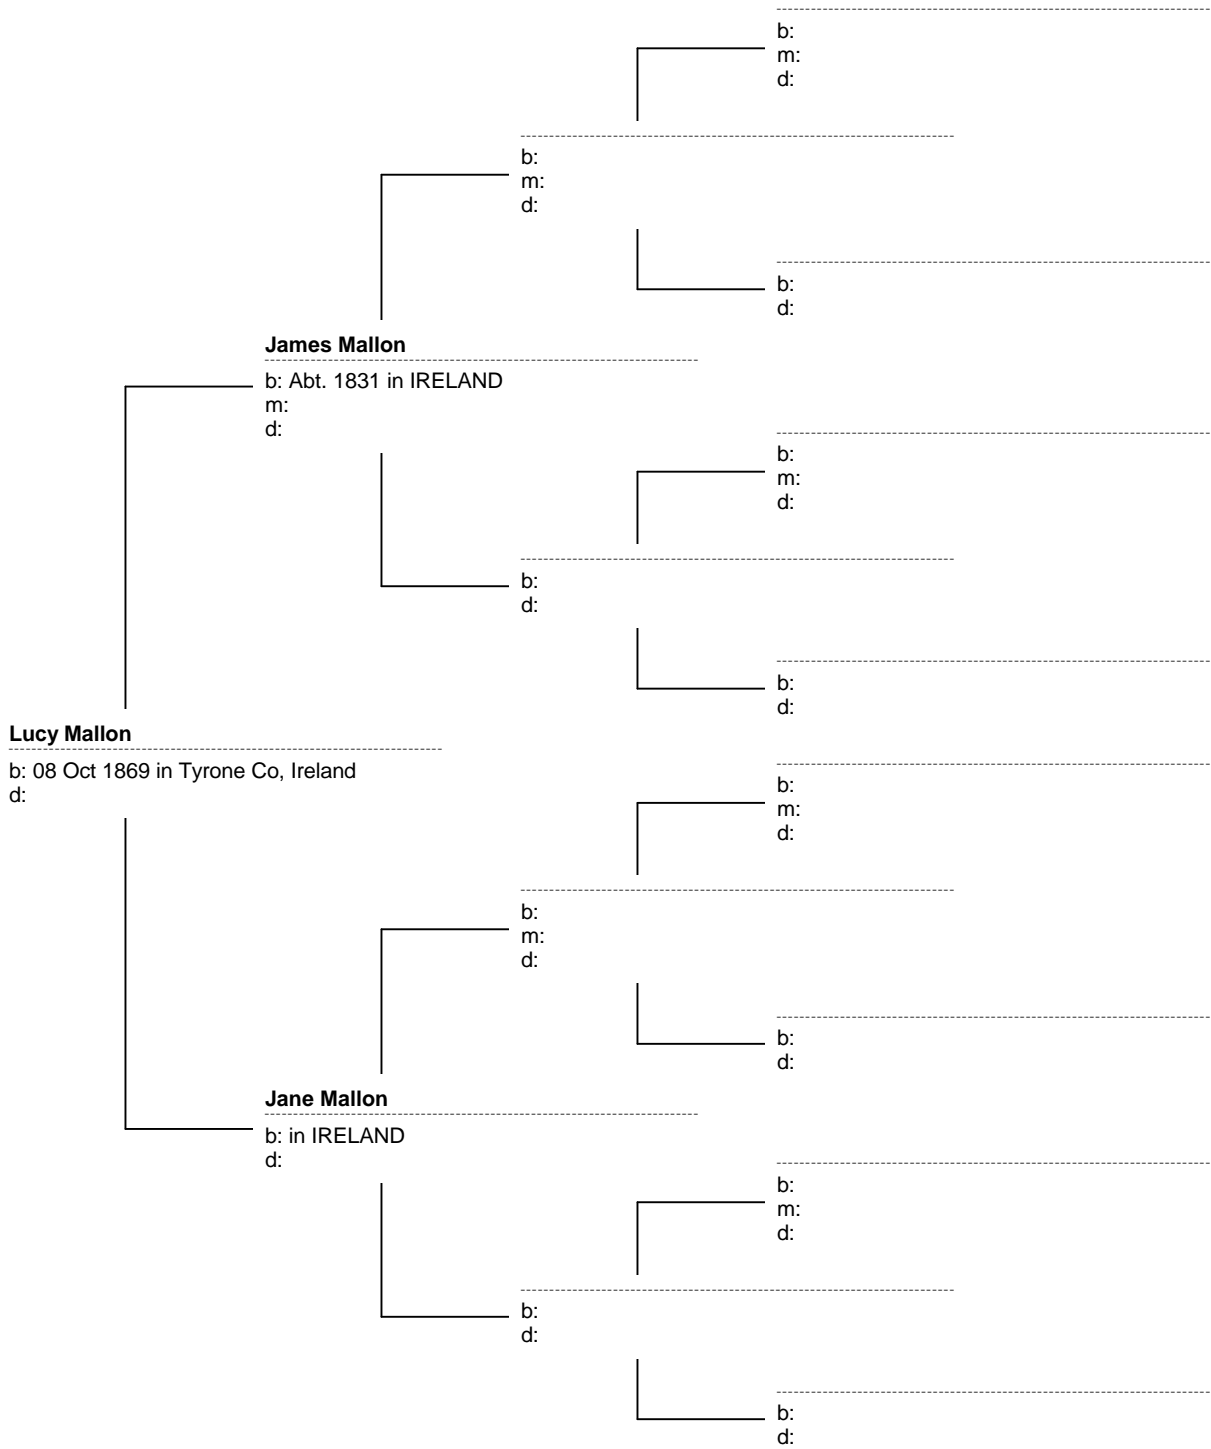 b:
m:
d:
b:
m:
d:
b:
d:
James Mallon
b: Abt. 1831 in IRELAND
m:
d:
b:
m:
d:
b:
d:
b:
d:
Lucy Mallon
b: 08 Oct 1869 in Tyrone Co, Ireland
d:
b:
m:
d:
b:
m:
d:
b:
d:
Jane Mallon
b: in IRELAND
d:
b:
m:
d:
b:
d:
b:
d: